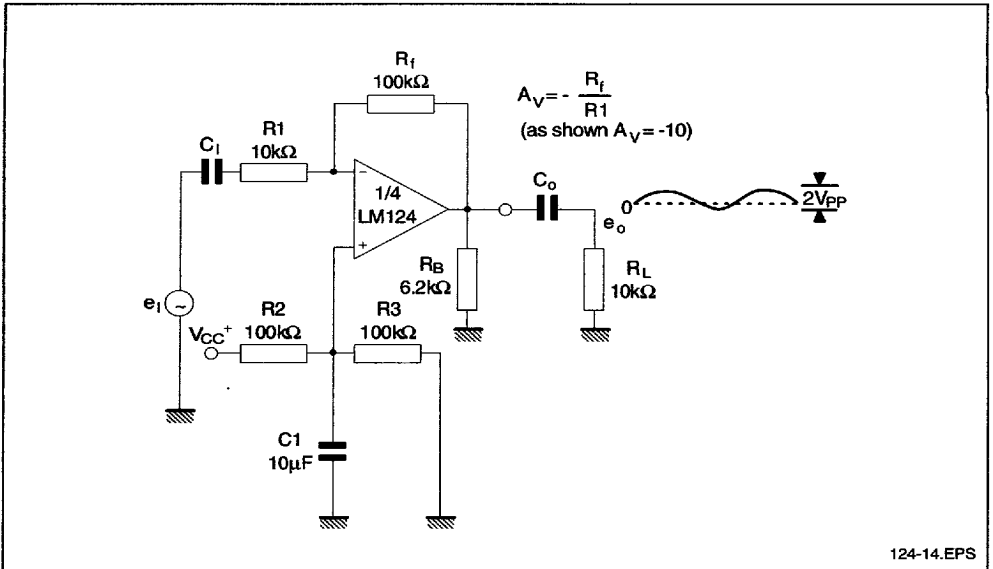 Rf
100kΩ
AV = - Rf
R1
(as shown AV = -10)
CI
R1
10kΩ
-
1/4
LM124
+
Co
0
eo
2VPP
RB
6.2kΩ
RL
10kΩ
eI
~
VCC+
R2
100kΩ
R3
100kΩ
C1
10µF
124-14.EPS